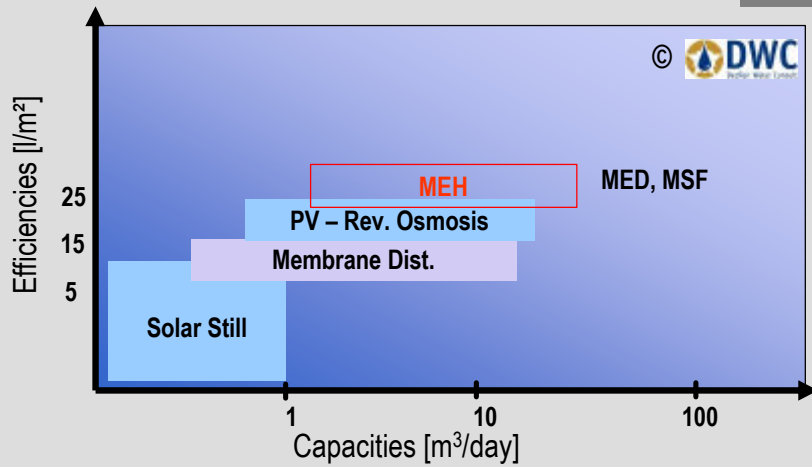 © DWC
Efficiencies [l/m²]
25
15
5
MEH
MED, MSF
PV – Rev. Osmosis
Membrane Dist.
Solar Still
1
10
100
Capacities [m³/day]